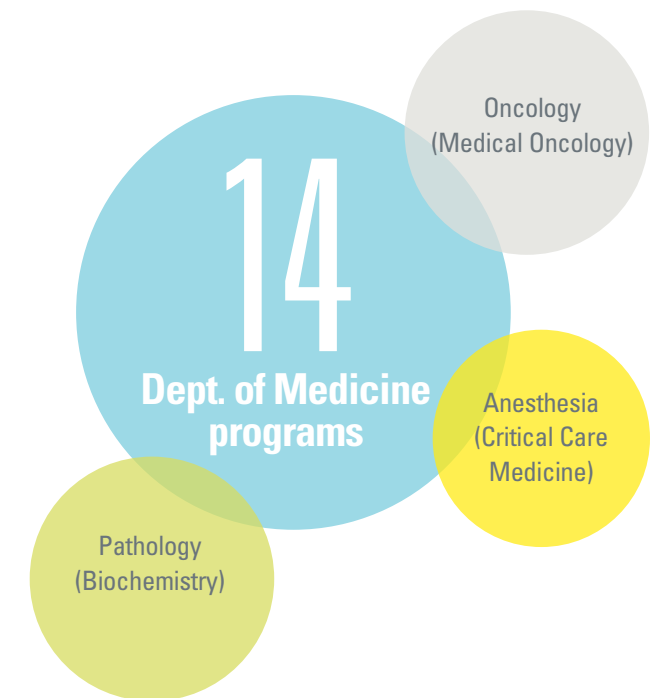 Oncology
(Medical Oncology)
14
Dept. of Medicine
programs
Anesthesia
(Critical Care
Medicine)
Pathology
(Biochemistry)